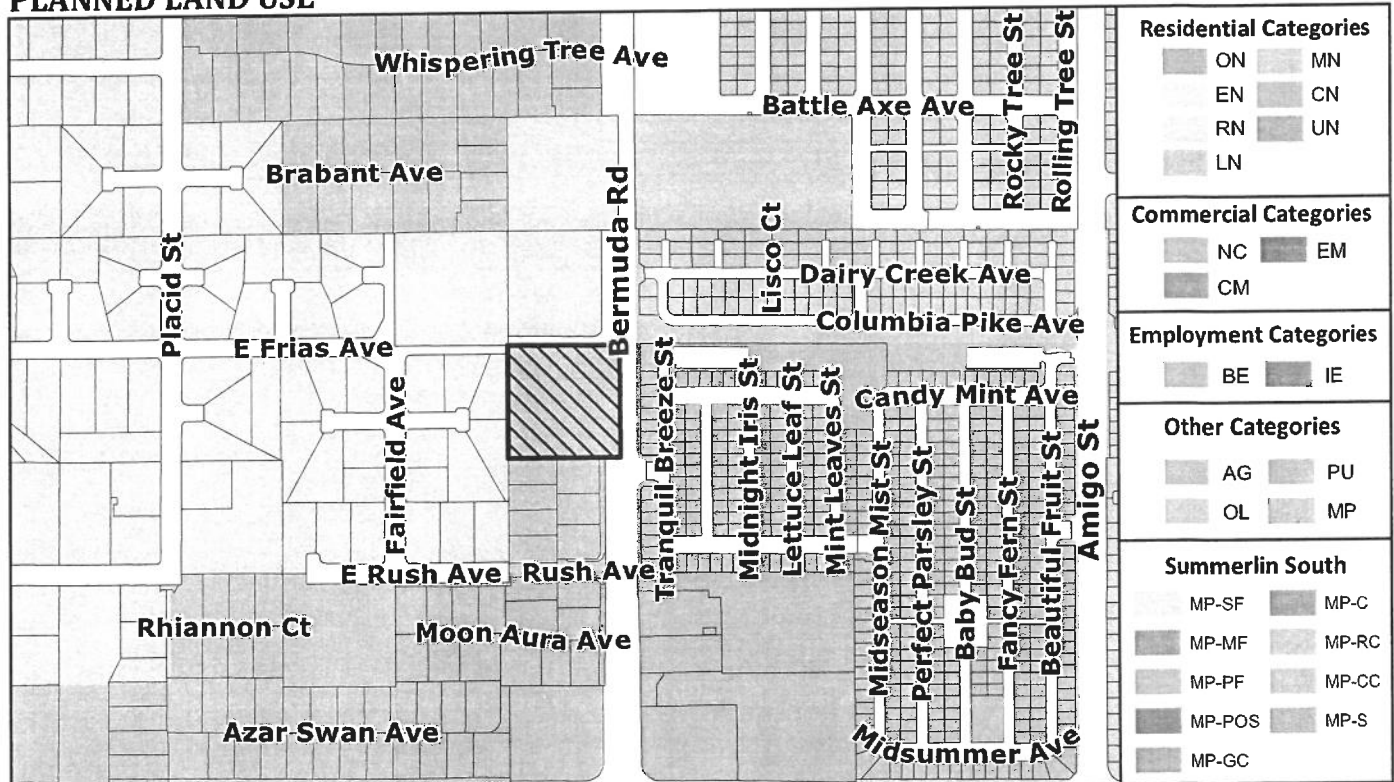 PLANNED LAND USE
Whispering Tree Ave
Battle Axe Ave
Rocky Tree St
Rolling Tree St
Brabant Ave
Bermuda Rd
Placid St
Lisco Ct
Dairy Creek Ave
Columbia Pike Ave
E Frias Ave
Fairfield Ave
Tranquil Breeze St
Midnight Iris St
Lettuce Leaf St
Mint Leaves St
Candy Mint Ave
Midseason Mist St
Perfect Parsley St
Baby Bud St
Fancy Fern St
Beautiful Fruit St
Amigo St
E Rush Ave
Rush Ave
Rhiannon Ct
Moon Aura Ave
Azar Swan Ave
Midsummer Ave
Residential Categories
ON MN
EN CN
RN UN
LN
Commercial Categories
NC EM
CM
Employment Categories
BE IE
Other Categories
AG PU
OL MP
Summerlin South
MP-SF MP-C
MP-MF MP-RC
MP-PF MP-CC
MP-POS MP-S
MP-GC